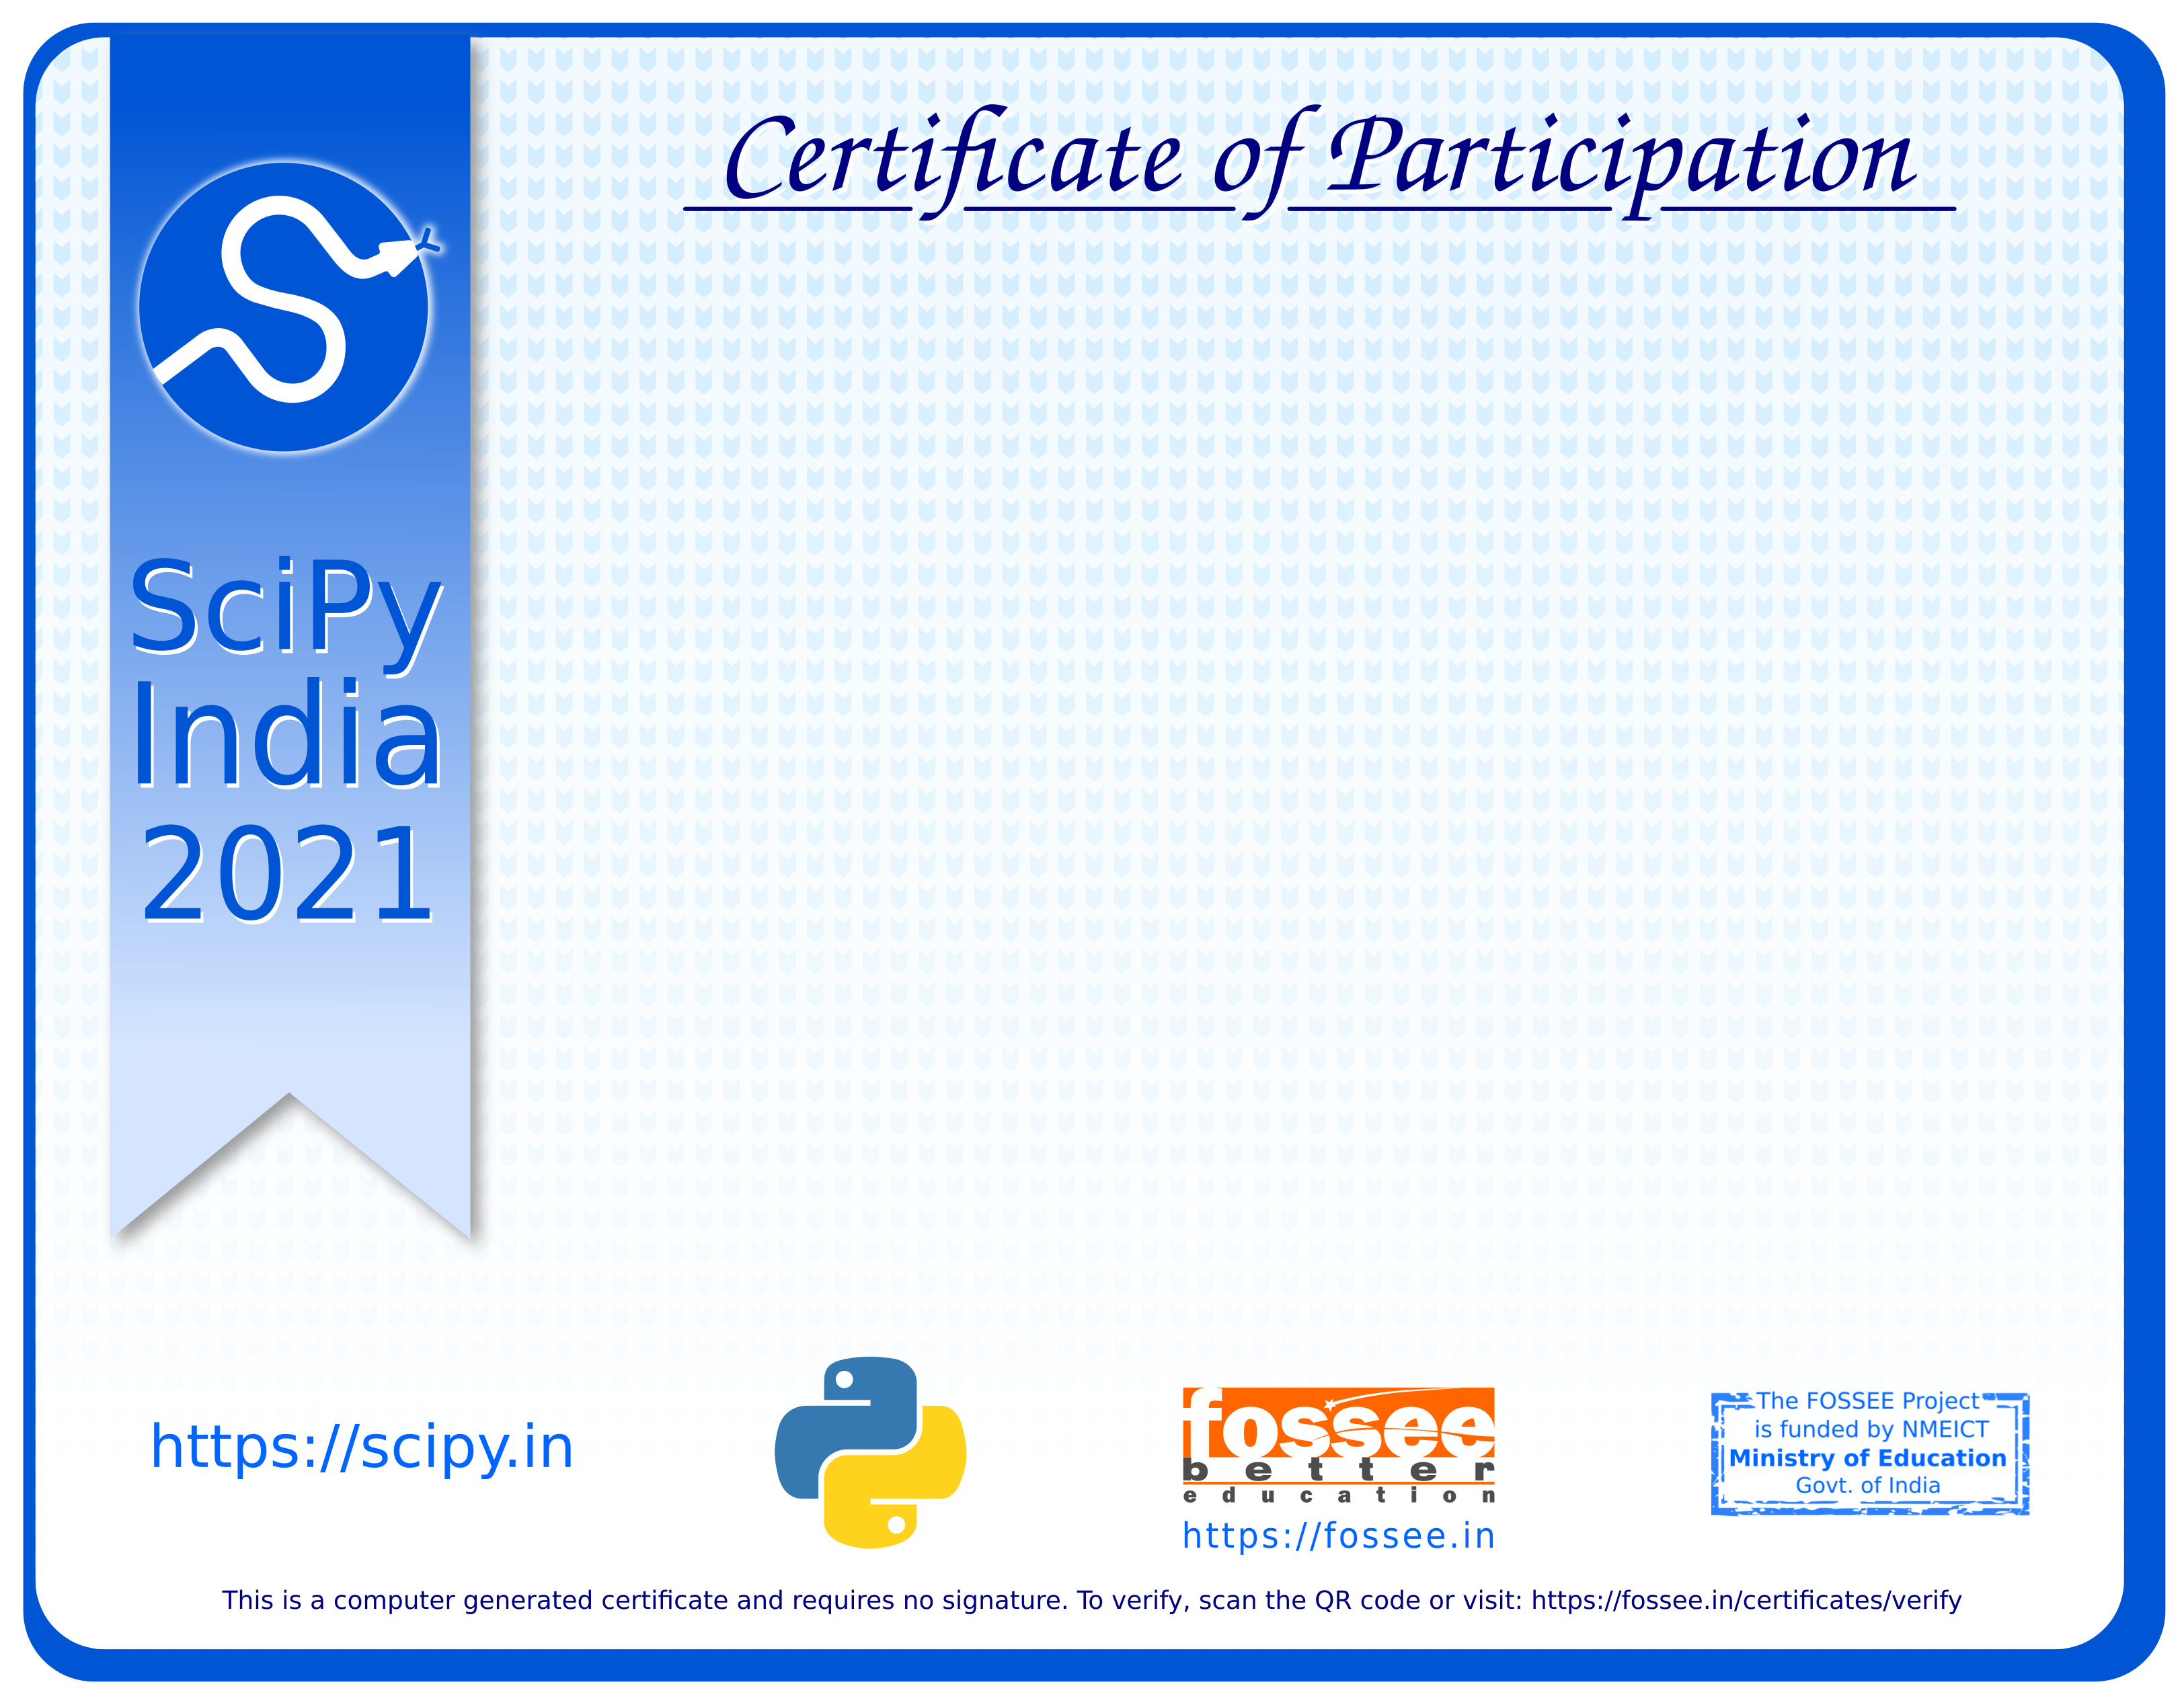 Certificate of Participation
SciPy
India
2021
https://scipy.in
fossee
better
education
https://fossee.in
The FOSSEE Project
is funded by NMEICT
Ministry of Education
Govt. of India
This is a computer generated certificate and requires no signature. To verify, scan the QR code or visit: https://fossee.in/certificates/verify